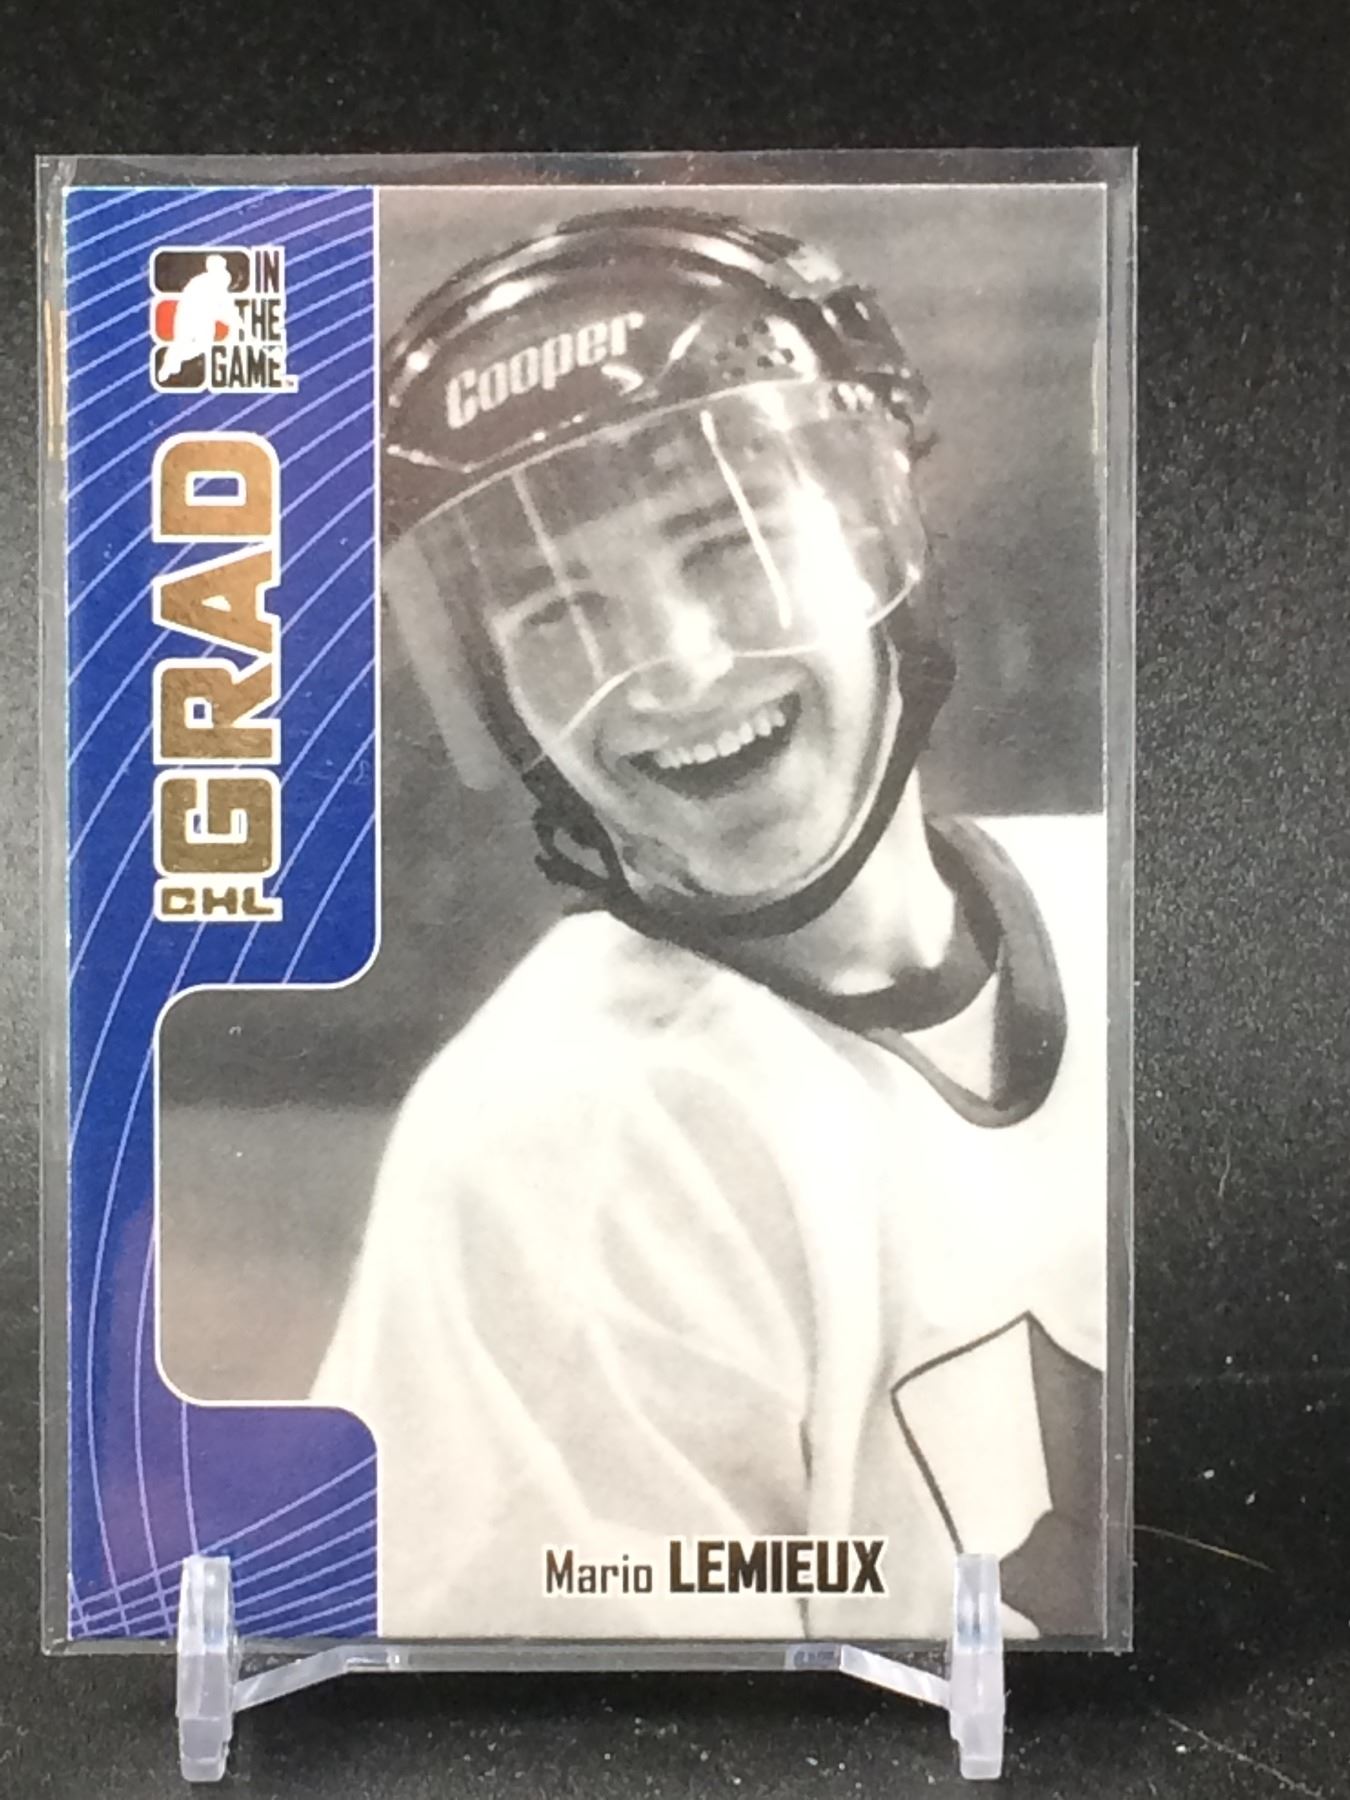 IN
THE
GAME
CHL GRAD
Cooper
Mario LEMIEUX